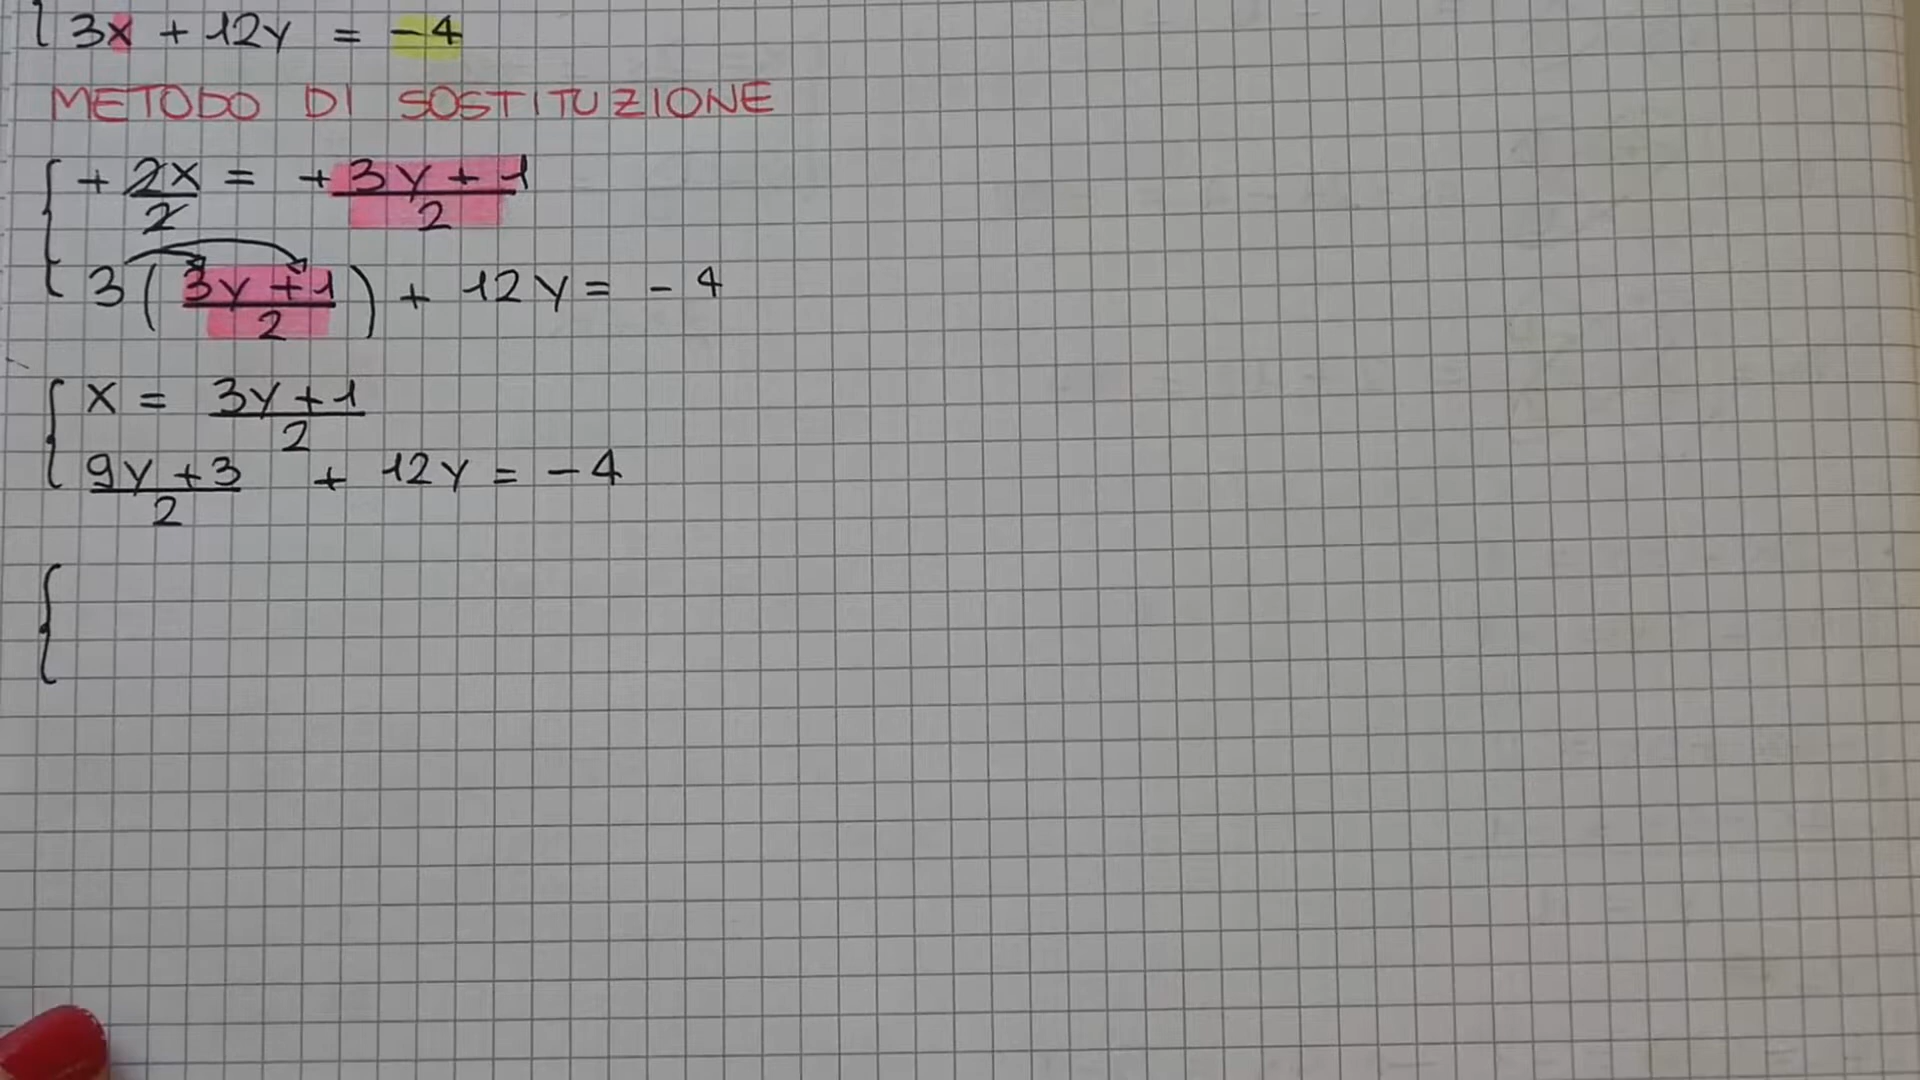 3x + 12y = -4
METODO DI SOSTITUZIONE
+ 2x/2 = + 3y + 1/2
3 ( 3y + 1/2 ) + 12y = - 4
x = 3y + 1/2
9y + 3/2 + 12y = - 4